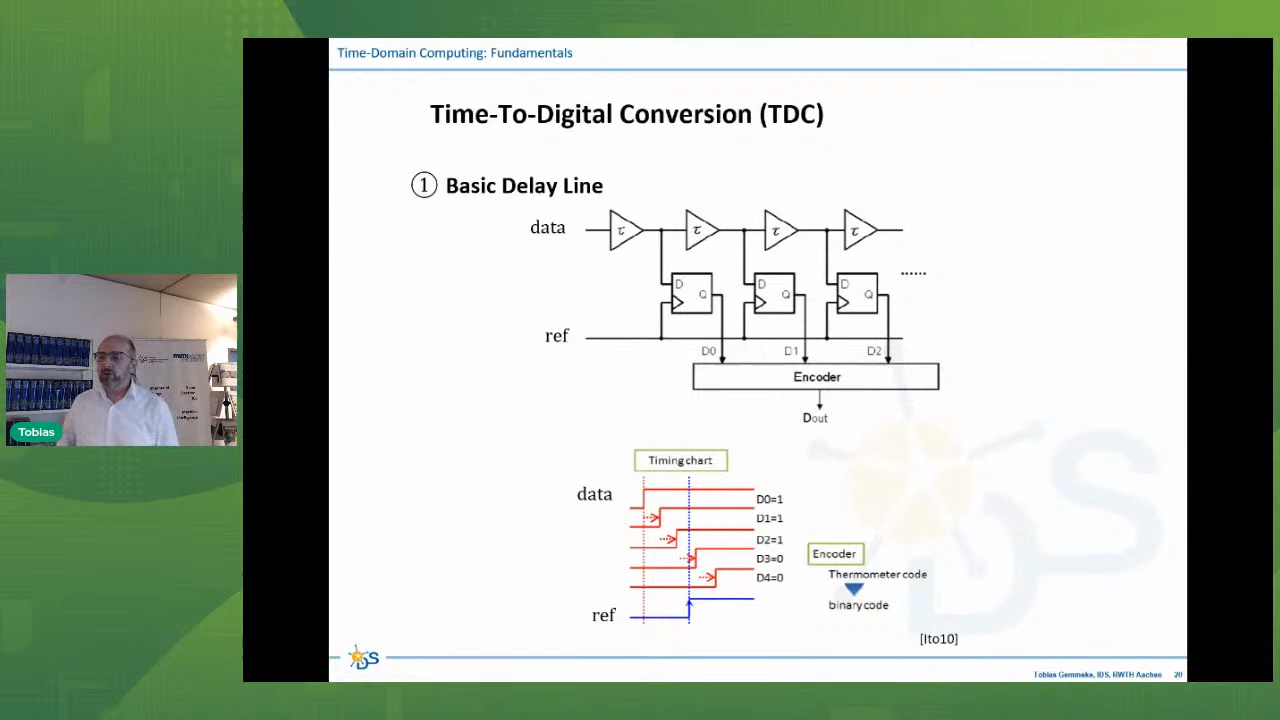 Time-Domain Computing: Fundamentals
Time-To-Digital Conversion (TDC)
① Basic Delay Line
data
τ τ τ τ
D D D
Q Q Q
......
ref
D0 D1 D2
Encoder
Dout
Timing chart
data
D0=1
D1=1
D2=1
D3=0
D4=0
ref
Encoder
Thermometer code
binary code
[Ito10]
IDS
Tobias Gemmeke, IDS, RWTH Aachen 20
Tobias
RWTH